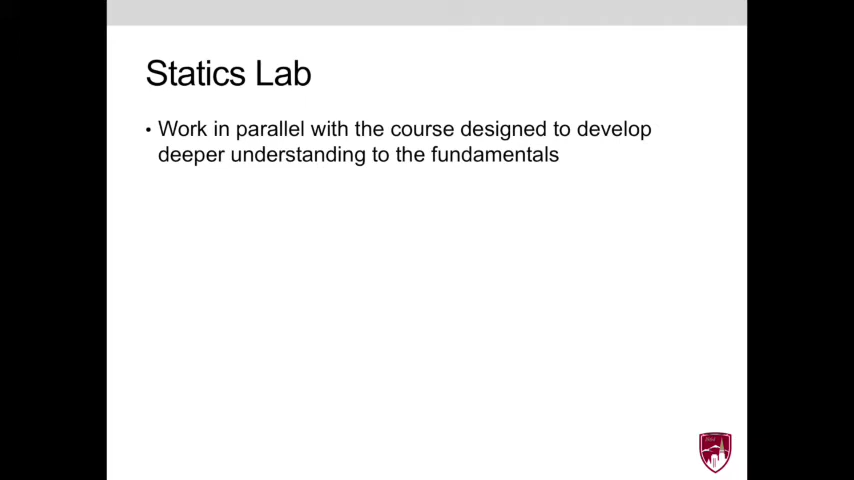 Statics Lab
• Work in parallel with the course designed to develop
deeper understanding to the fundamentals